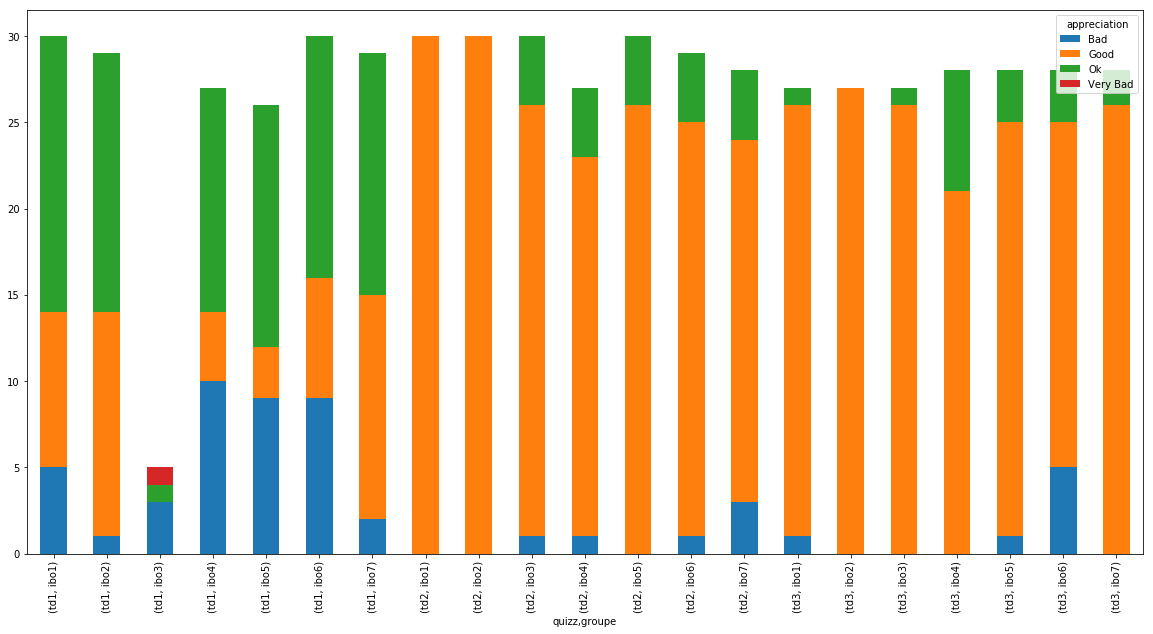 appreciation
Bad
Good
Ok
Very Bad
30
25
20
15
10
5
0
(td1, ibo1)
(td1, ibo2)
(td1, ibo3)
(td1, ibo4)
(td1, ibo5)
(td1, ibo6)
(td1, ibo7)
(td2, ibo1)
(td2, ibo2)
(td2, ibo3)
(td2, ibo4)
(td2, ibo5)
(td2, ibo6)
(td2, ibo7)
(td3, ibo1)
(td3, ibo2)
(td3, ibo3)
(td3, ibo4)
(td3, ibo5)
(td3, ibo6)
(td3, ibo7)
quizz,groupe